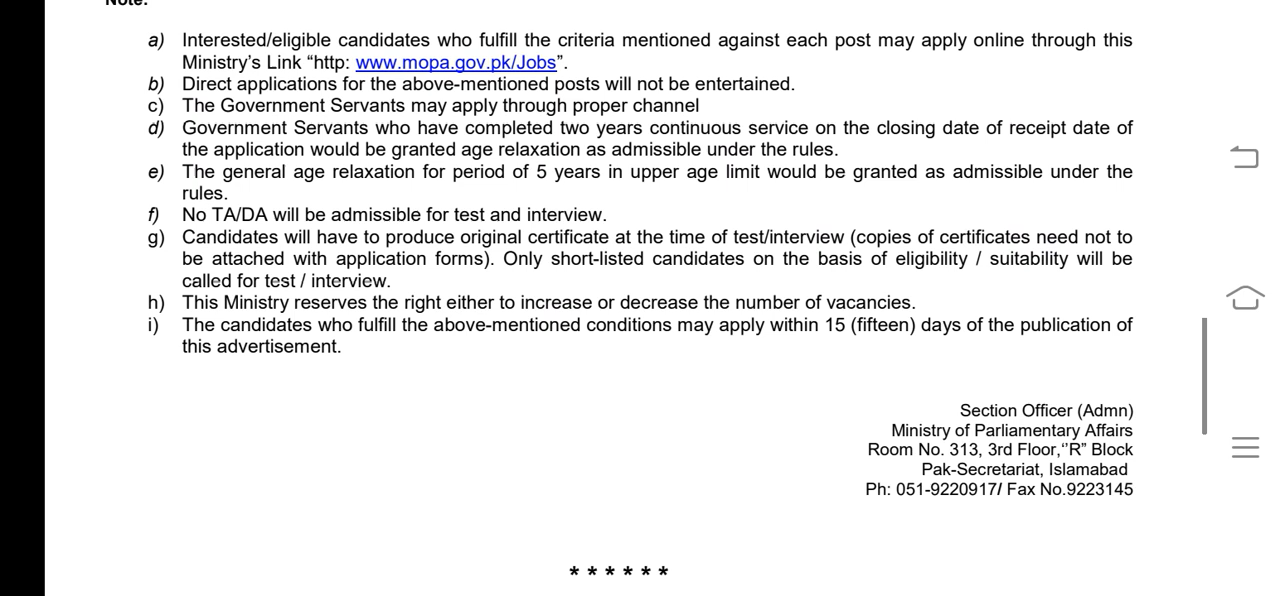 Note:
a) Interested/eligible candidates who fulfill the criteria mentioned against each post may apply online through this
Ministry's Link “http: www.mopa.gov.pk/Jobs”.
b) Direct applications for the above-mentioned posts will not be entertained.
c) The Government Servants may apply through proper channel
d) Government Servants who have completed two years continuous service on the closing date of receipt date of
the application would be granted age relaxation as admissible under the rules.
e) The general age relaxation for period of 5 years in upper age limit would be granted as admissible under the
rules.
f) No TA/DA will be admissible for test and interview.
g) Candidates will have to produce original certificate at the time of test/interview (copies of certificates need not to
be attached with application forms). Only short-listed candidates on the basis of eligibility / suitability will be
called for test / interview.
h) This Ministry reserves the right either to increase or decrease the number of vacancies.
i) The candidates who fulfill the above-mentioned conditions may apply within 15 (fifteen) days of the publication of
this advertisement.
Section Officer (Admn)
Ministry of Parliamentary Affairs
Room No. 313, 3rd Floor,‘’R” Block
Pak-Secretariat, Islamabad
Ph: 051-9220917/ Fax No.9223145
* * * * * *